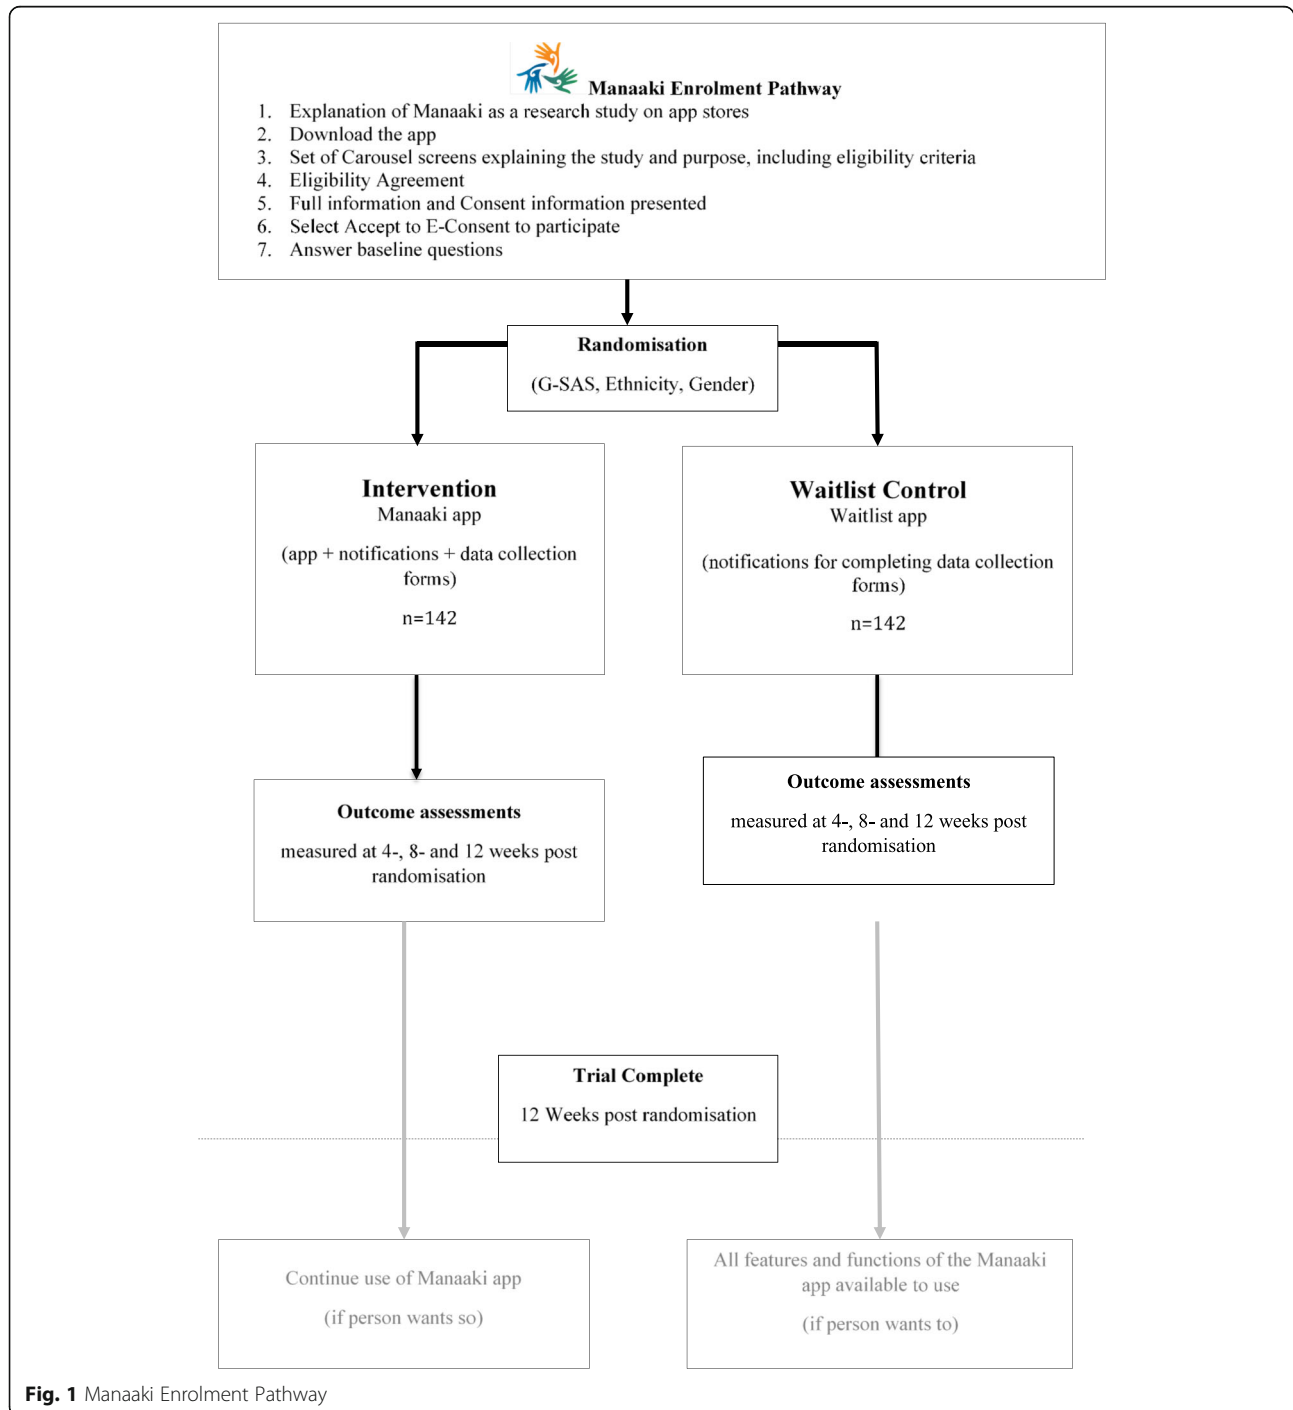 Manaaki Enrolment Pathway
1. Explanation of Manaaki as a research study on app stores
2. Download the app
3. Set of Carousel screens explaining the study and purpose, including eligibility criteria
4. Eligibility Agreement
5. Full information and Consent information presented
6. Select Accept to E-Consent to participate
7. Answer baseline questions
Randomisation
(G-SAS, Ethnicity, Gender)
Intervention
Manaaki app
(app + notifications + data collection
forms)
n=142
Waitlist Control
Waitlist app
(notifications for completing data collection
forms)
n=142
Outcome assessments
measured at 4-, 8- and 12 weeks post
randomisation
Outcome assessments
measured at 4-, 8- and 12 weeks post
randomisation
Trial Complete
12 Weeks post randomisation
Continue use of Manaaki app
(if person wants so)
All features and functions of the Manaaki
app available to use
(if person wants to)
Fig. 1 Manaaki Enrolment Pathway